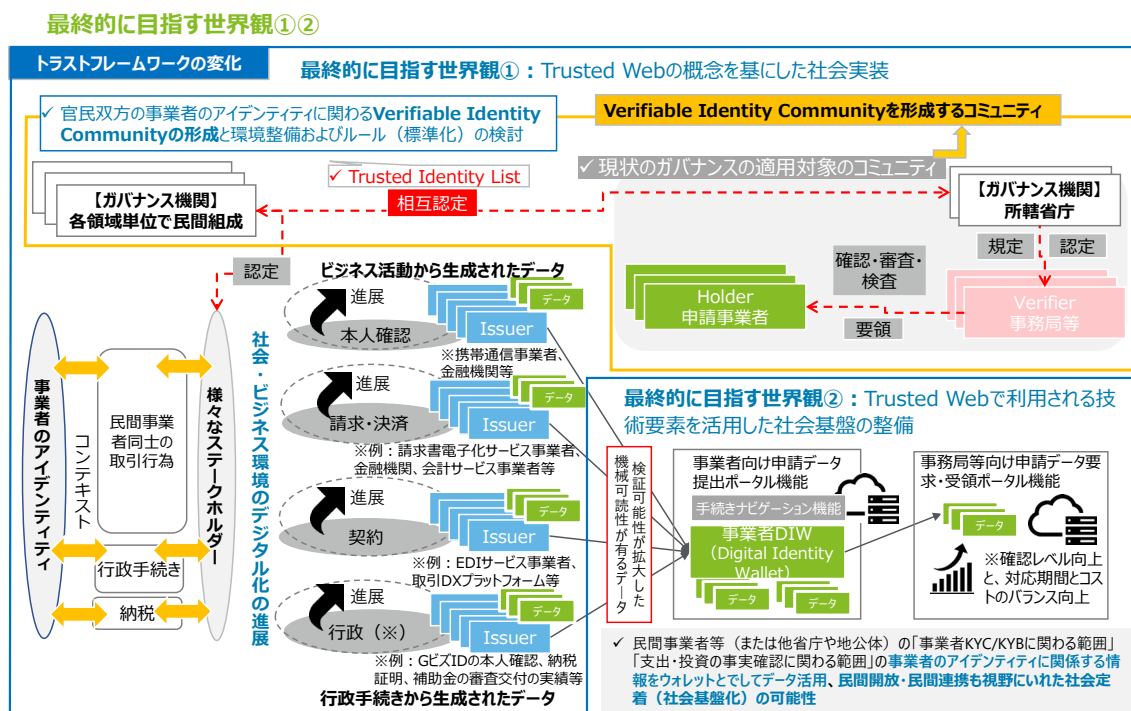 最終的に目指す世界観①②
トラストフレームワークの変化
最終的に目指す世界観①：Trusted Webの概念を基にした社会実装
✓ 官民双方の事業者のアイデンティティに関わるVerifiable Identity
Communityの形成と環境整備およびルール（標準化）の検討
Verifiable Identity Communityを形成するコミュニティ
✓ Trusted Identity List
✓ 現状のガバナンスの適用対象のコミュニティ
【ガバナンス機関】
各領域単位で民間組成
相互認定
【ガバナンス機関】
所轄省庁
認定
規定
認定
確認・審査・
検査
Holder
申請事業者
要領
Verifier
事務局等
事業者のアイデンティティ
コンテキスト
民間事業
者同士の
取引行為
行政手続き
納税
様々なステークホルダー
社会・ビジネス環境のデジタル化の進展
ビジネス活動から生成されたデータ
進展
本人確認
データ
Issuer
※携帯通信事業者、
金融機関等
進展
請求・決済
データ
Issuer
※例：請求書電子化サービス事業者、
金融機関、会計サービス事業者等
進展
契約
データ
Issuer
※例：EDIサービス事業者、
取引DXプラットフォーム等
進展
行政（※）
データ
Issuer
※例：GビズIDの本人確認、納税
証明、補助金の審査交付の実績等
行政手続きから生成されたデータ
検証可能性が拡大した
機械可読性が有るデータ
最終的に目指す世界観②：Trusted Webで利用される技
術要素を活用した社会基盤の整備
事業者向け申請データ
提出ポータル機能
手続きナビゲーション機能
事業者DIW
（Digital Identity
Wallet）
データ
データ
事務局等向け申請データ要
求・受領ポータル機能
データ
※確認レベル向上
と、対応期間とコス
トのバランス向上
✓ 民間事業者等（または他省庁や地公体）の「事業者KYC/KYBに関わる範囲」
「支出・投資の事実確認に関わる範囲」の事業者のアイデンティティに関係する情
報をウォレットとでしてデータ活用、民間開放・民間連携も視野にいれた社会定
着（社会基盤化）の可能性